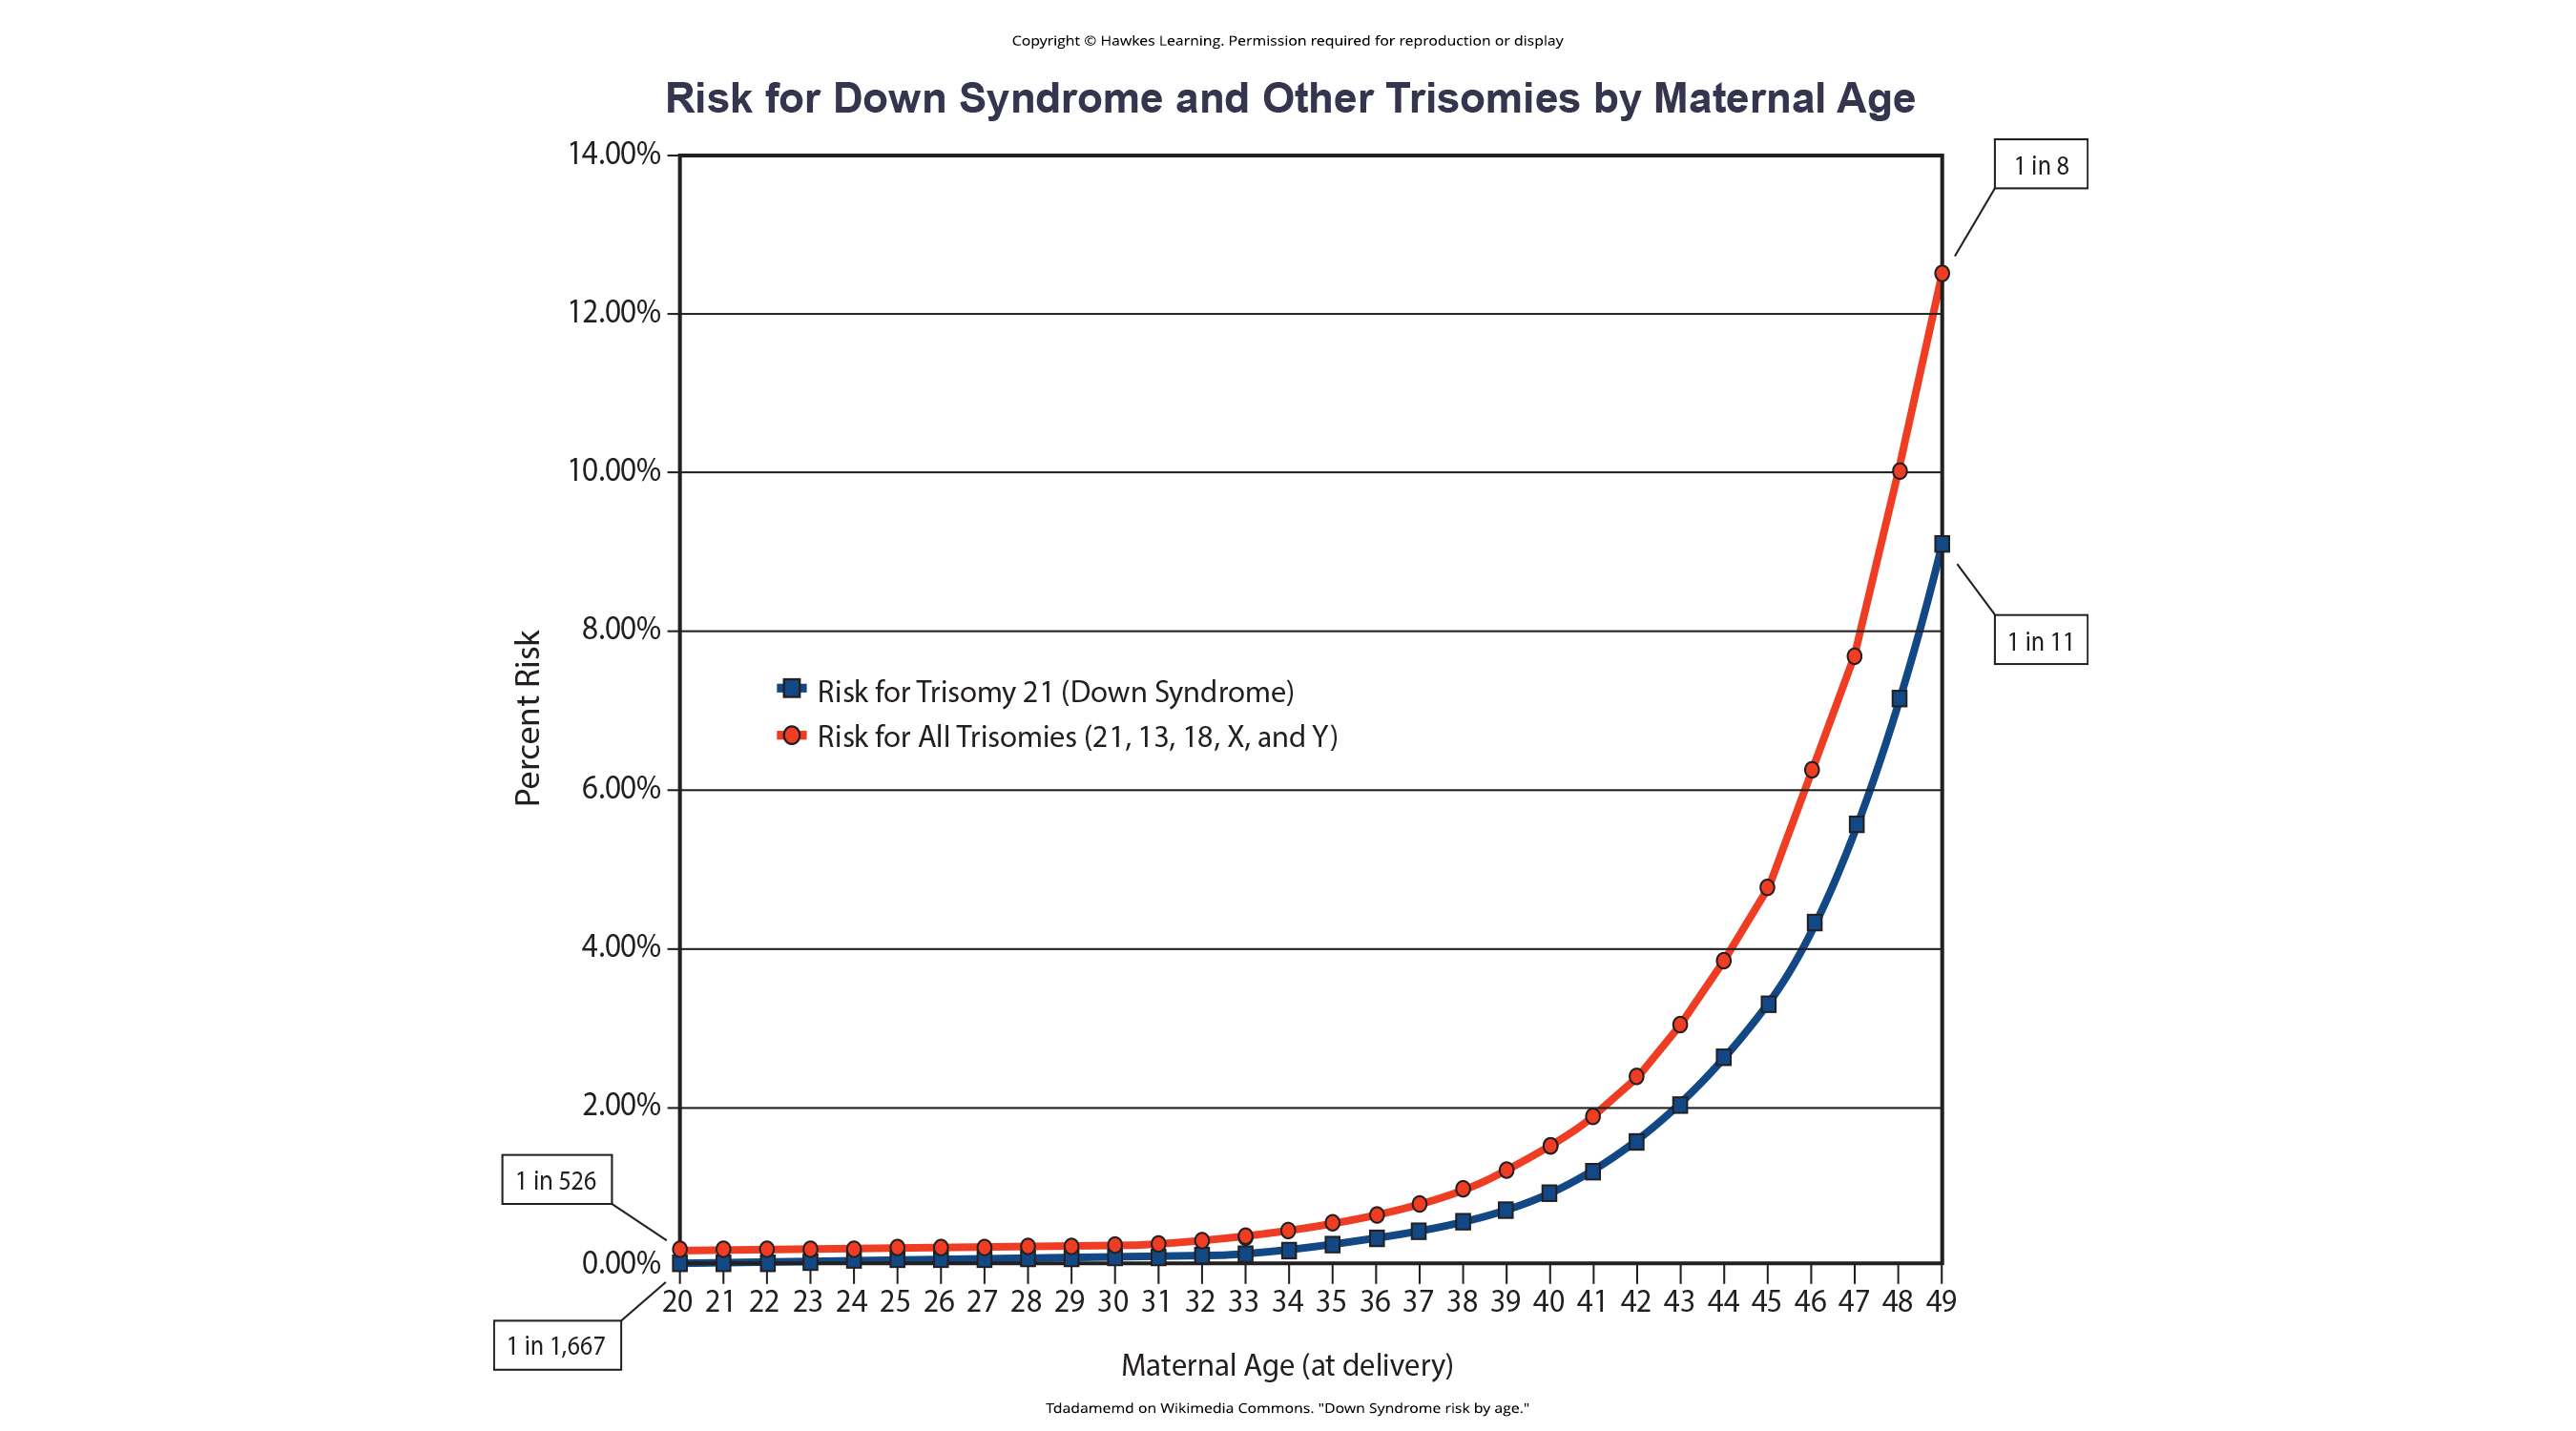 Copyright © Hawkes Learning. Permission required for reproduction or display
Risk for Down Syndrome and Other Trisomies by Maternal Age
14.00%
12.00%
10.00%
8.00%
6.00%
4.00%
2.00%
0.00%
Percent Risk
1 in 8
1 in 11
Risk for Trisomy 21 (Down Syndrome)
Risk for All Trisomies (21, 13, 18, X, and Y)
1 in 526
1 in 1,667
20 21 22 23 24 25 26 27 28 29 30 31 32 33 34 35 36 37 38 39 40 41 42 43 44 45 46 47 48 49
Maternal Age (at delivery)
Tdadamemd on Wikimedia Commons. "Down Syndrome risk by age."